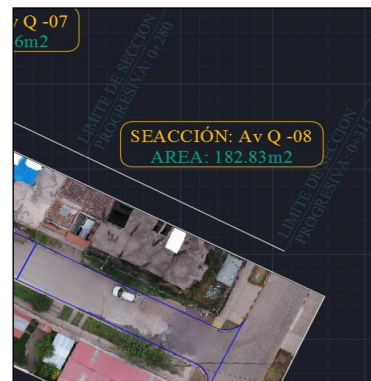 v Q -07
6m2
LIMITE DE SECCION
PROGRESIVA: 0+280
SEACCIÓN: Av Q -08
AREA: 182.83m2
LIMITE DE SECCION
PROGRESIVA: 0+311